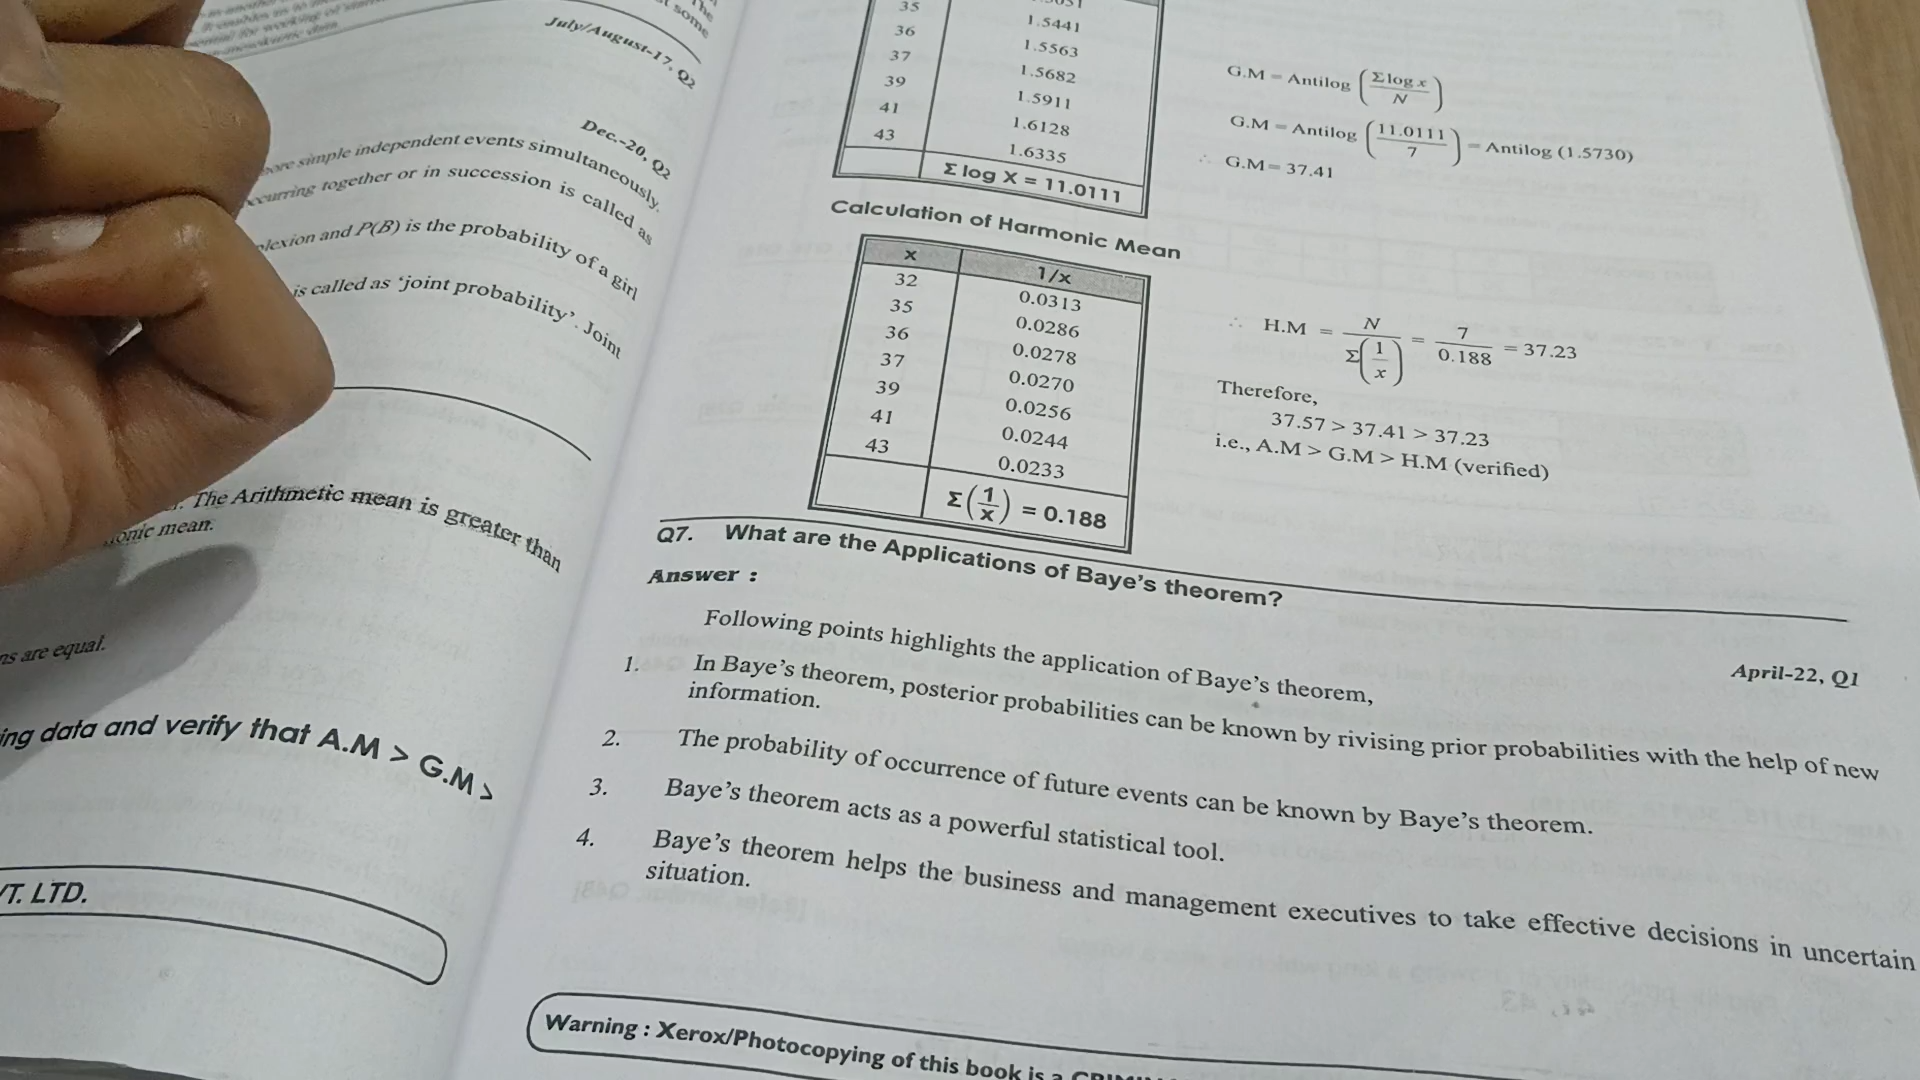 July/August-17, Q2
Dec.-20, Q2
simple independent events simultaneously.
together or in succession is called as
and P(B) is the probability of a girl
is called as ‘joint probability’. Joint
The Arithmetic mean is greater than
mean.
are equal.
data and verify that A.M > G.M >
LTD.
35
36 1.5441
37 1.5563
39 1.5682
41 1.5911
43 1.6128
1.6335
Σ log X = 11.0111
G.M = Antilog (Σ log x / N)
G.M = Antilog (11.0111 / 7) = Antilog (1.5730)
∴ G.M = 37.41
Calculation of Harmonic Mean
x 1/x
32 0.0313
35 0.0286
36 0.0278
37 0.0270
39 0.0256
41 0.0244
43 0.0233
Σ(1/x) = 0.188
∴ H.M = N / Σ(1/x) = 7 / 0.188 = 37.23
Therefore,
37.57 > 37.41 > 37.23
i.e., A.M > G.M > H.M (verified)
Q7. What are the Applications of Baye’s theorem?
Answer :
April-22, Q1
Following points highlights the application of Baye’s theorem,
1. In Baye’s theorem, posterior probabilities can be known by rivising prior probabilities with the help of new
information.
2. The probability of occurrence of future events can be known by Baye’s theorem.
3. Baye’s theorem acts as a powerful statistical tool.
4. Baye’s theorem helps the business and management executives to take effective decisions in uncertain
situation.
Warning : Xerox/Photocopying of this book is a